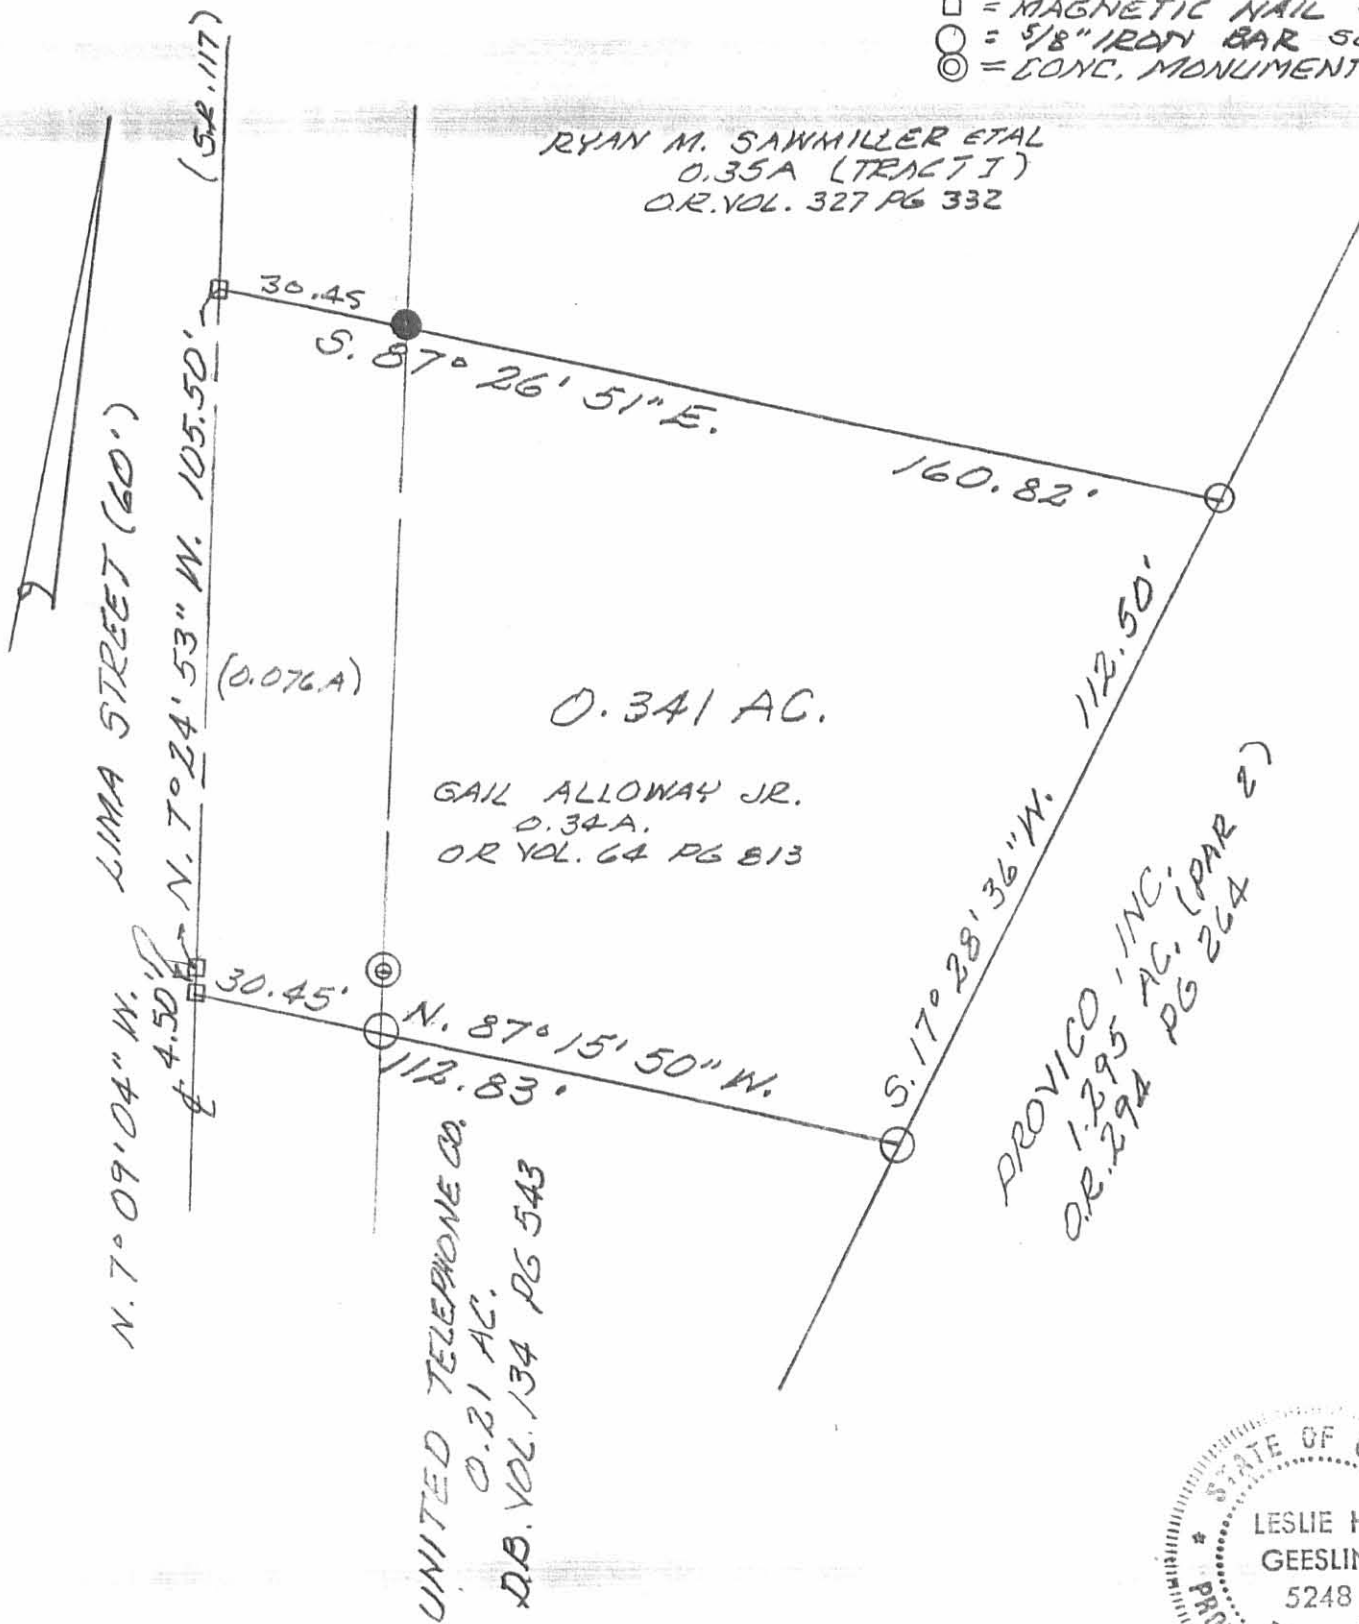 □ = MAGNETIC NAIL
○ = 5/8" IRON BAR
◎ = CONC. MONUMENT
(S.R. 117)
RYAN M. SAWMILLER ETAL
0.35A (TRACT I)
O.R. VOL. 327 PG 332
30.45
S. 87° 26' 51" E.
160.82'
LIMA STREET (60')
N. 7° 24' 53" W. 105.50'
(0.076A)
0.341 AC.
GAIL ALLOWAY JR.
0.34A.
OR VOL. 64 PG 813
S. 17° 28' 36" W. 112.50'
PROVICO, INC.
1.295 AC. (PAR 2)
O.R. 294 PG 264
N. 7° 09' 04" W.
4.50'
℄
30.45'
N. 87° 15' 50" W.
112.83'
UNITED TELEPHONE CO.
0.21 AC.
D.B. VOL. 134 PG 543
STATE OF
LESLIE H
GEESLIN
5248